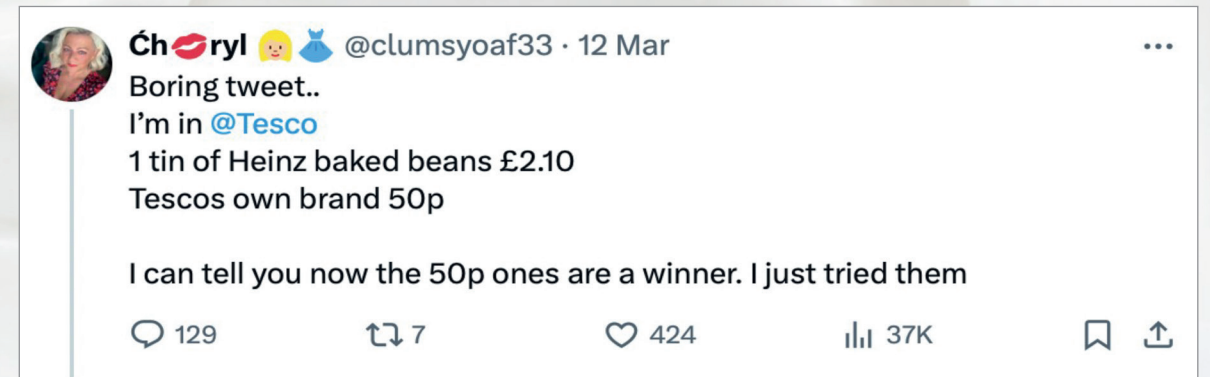 Ćh💋ryl 👱🏼‍♀️👗 @clumsyoaf33 · 12 Mar
Boring tweet..
I’m in @Tesco
1 tin of Heinz baked beans £2.10
Tescos own brand 50p
I can tell you now the 50p ones are a winner. I just tried them
129 7 424 37K